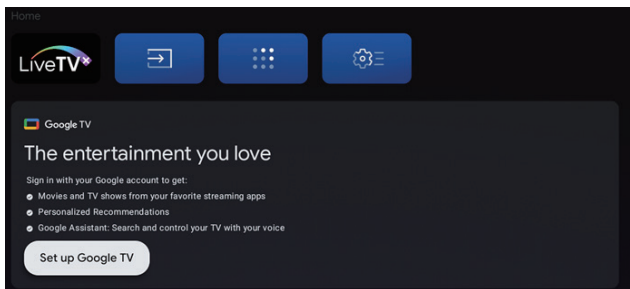 Home
LiveTV
Google TV
The entertainment you love
Sign in with your Google account to get:
Movies and TV shows from your favorite streaming apps
Personalized Recommendations
Google Assistant: Search and control your TV with your voice
Set up Google TV